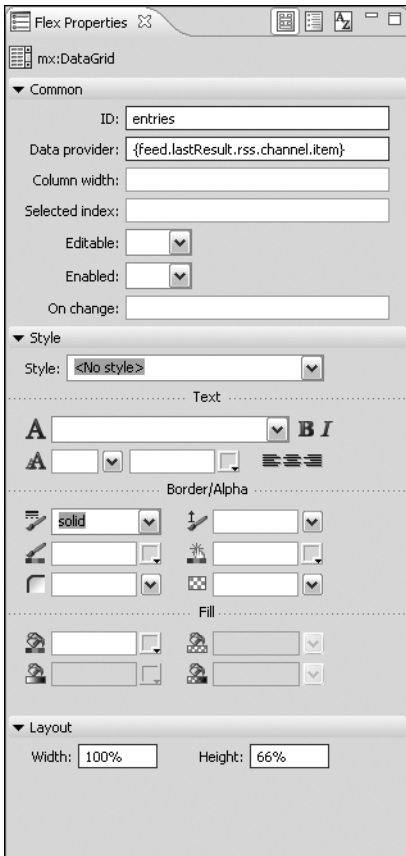 Flex Properties
mx:DataGrid
Common
ID: entries
Data provider: {feed.lastResult.rss.channel.item}
Column width:
Selected index:
Editable:
Enabled:
On change:
Style
Style: <No style>
Text
A B I
A
Border/Alpha
solid
Fill
Layout
Width: 100% Height: 66%